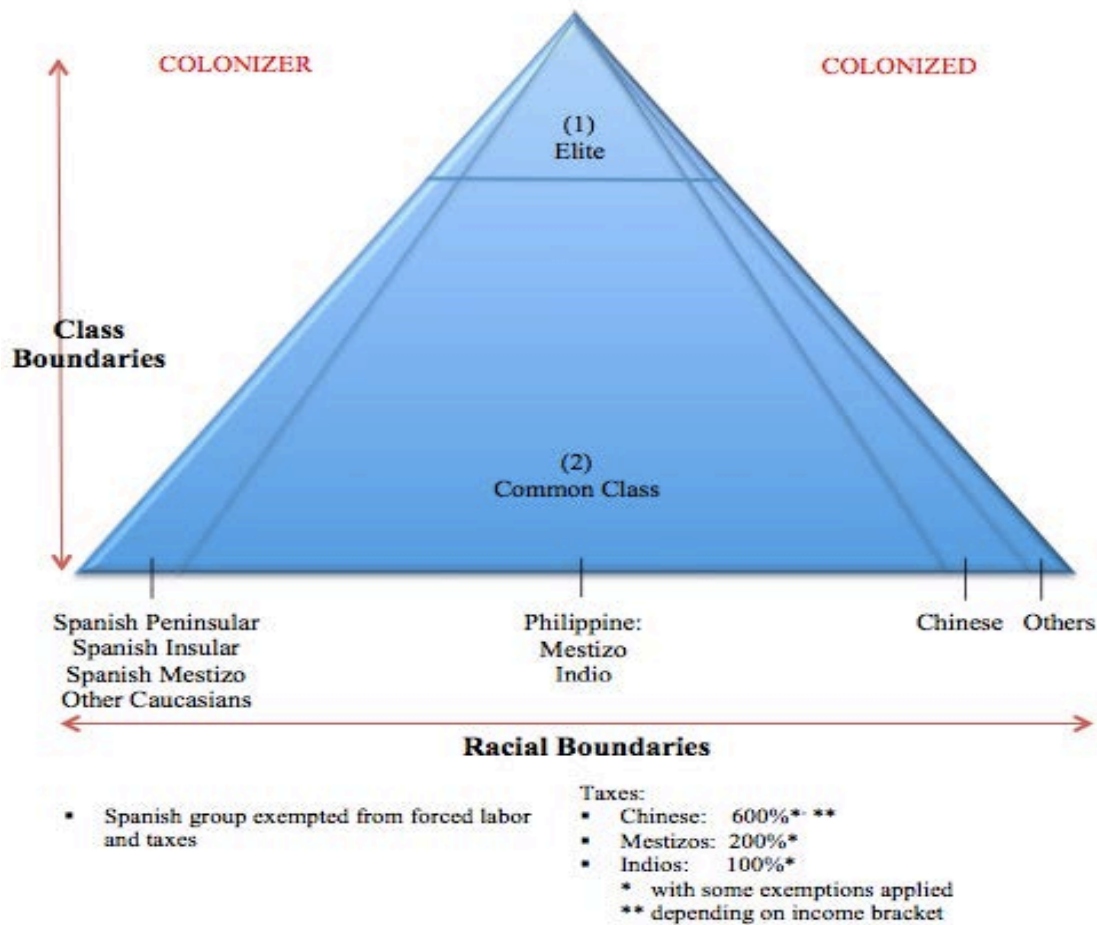 COLONIZER
COLONIZED
(1)
Elite
Class
Boundaries
(2)
Common Class
Spanish Peninsular
Spanish Insular
Spanish Mestizo
Other Caucasians
Philippine:
Mestizo
Indio
Chinese
Others
Racial Boundaries
▪ Spanish group exempted from forced labor
and taxes
Taxes:
▪ Chinese: 600%*, **
▪ Mestizos: 200%*
▪ Indios: 100%*
* with some exemptions applied
** depending on income bracket